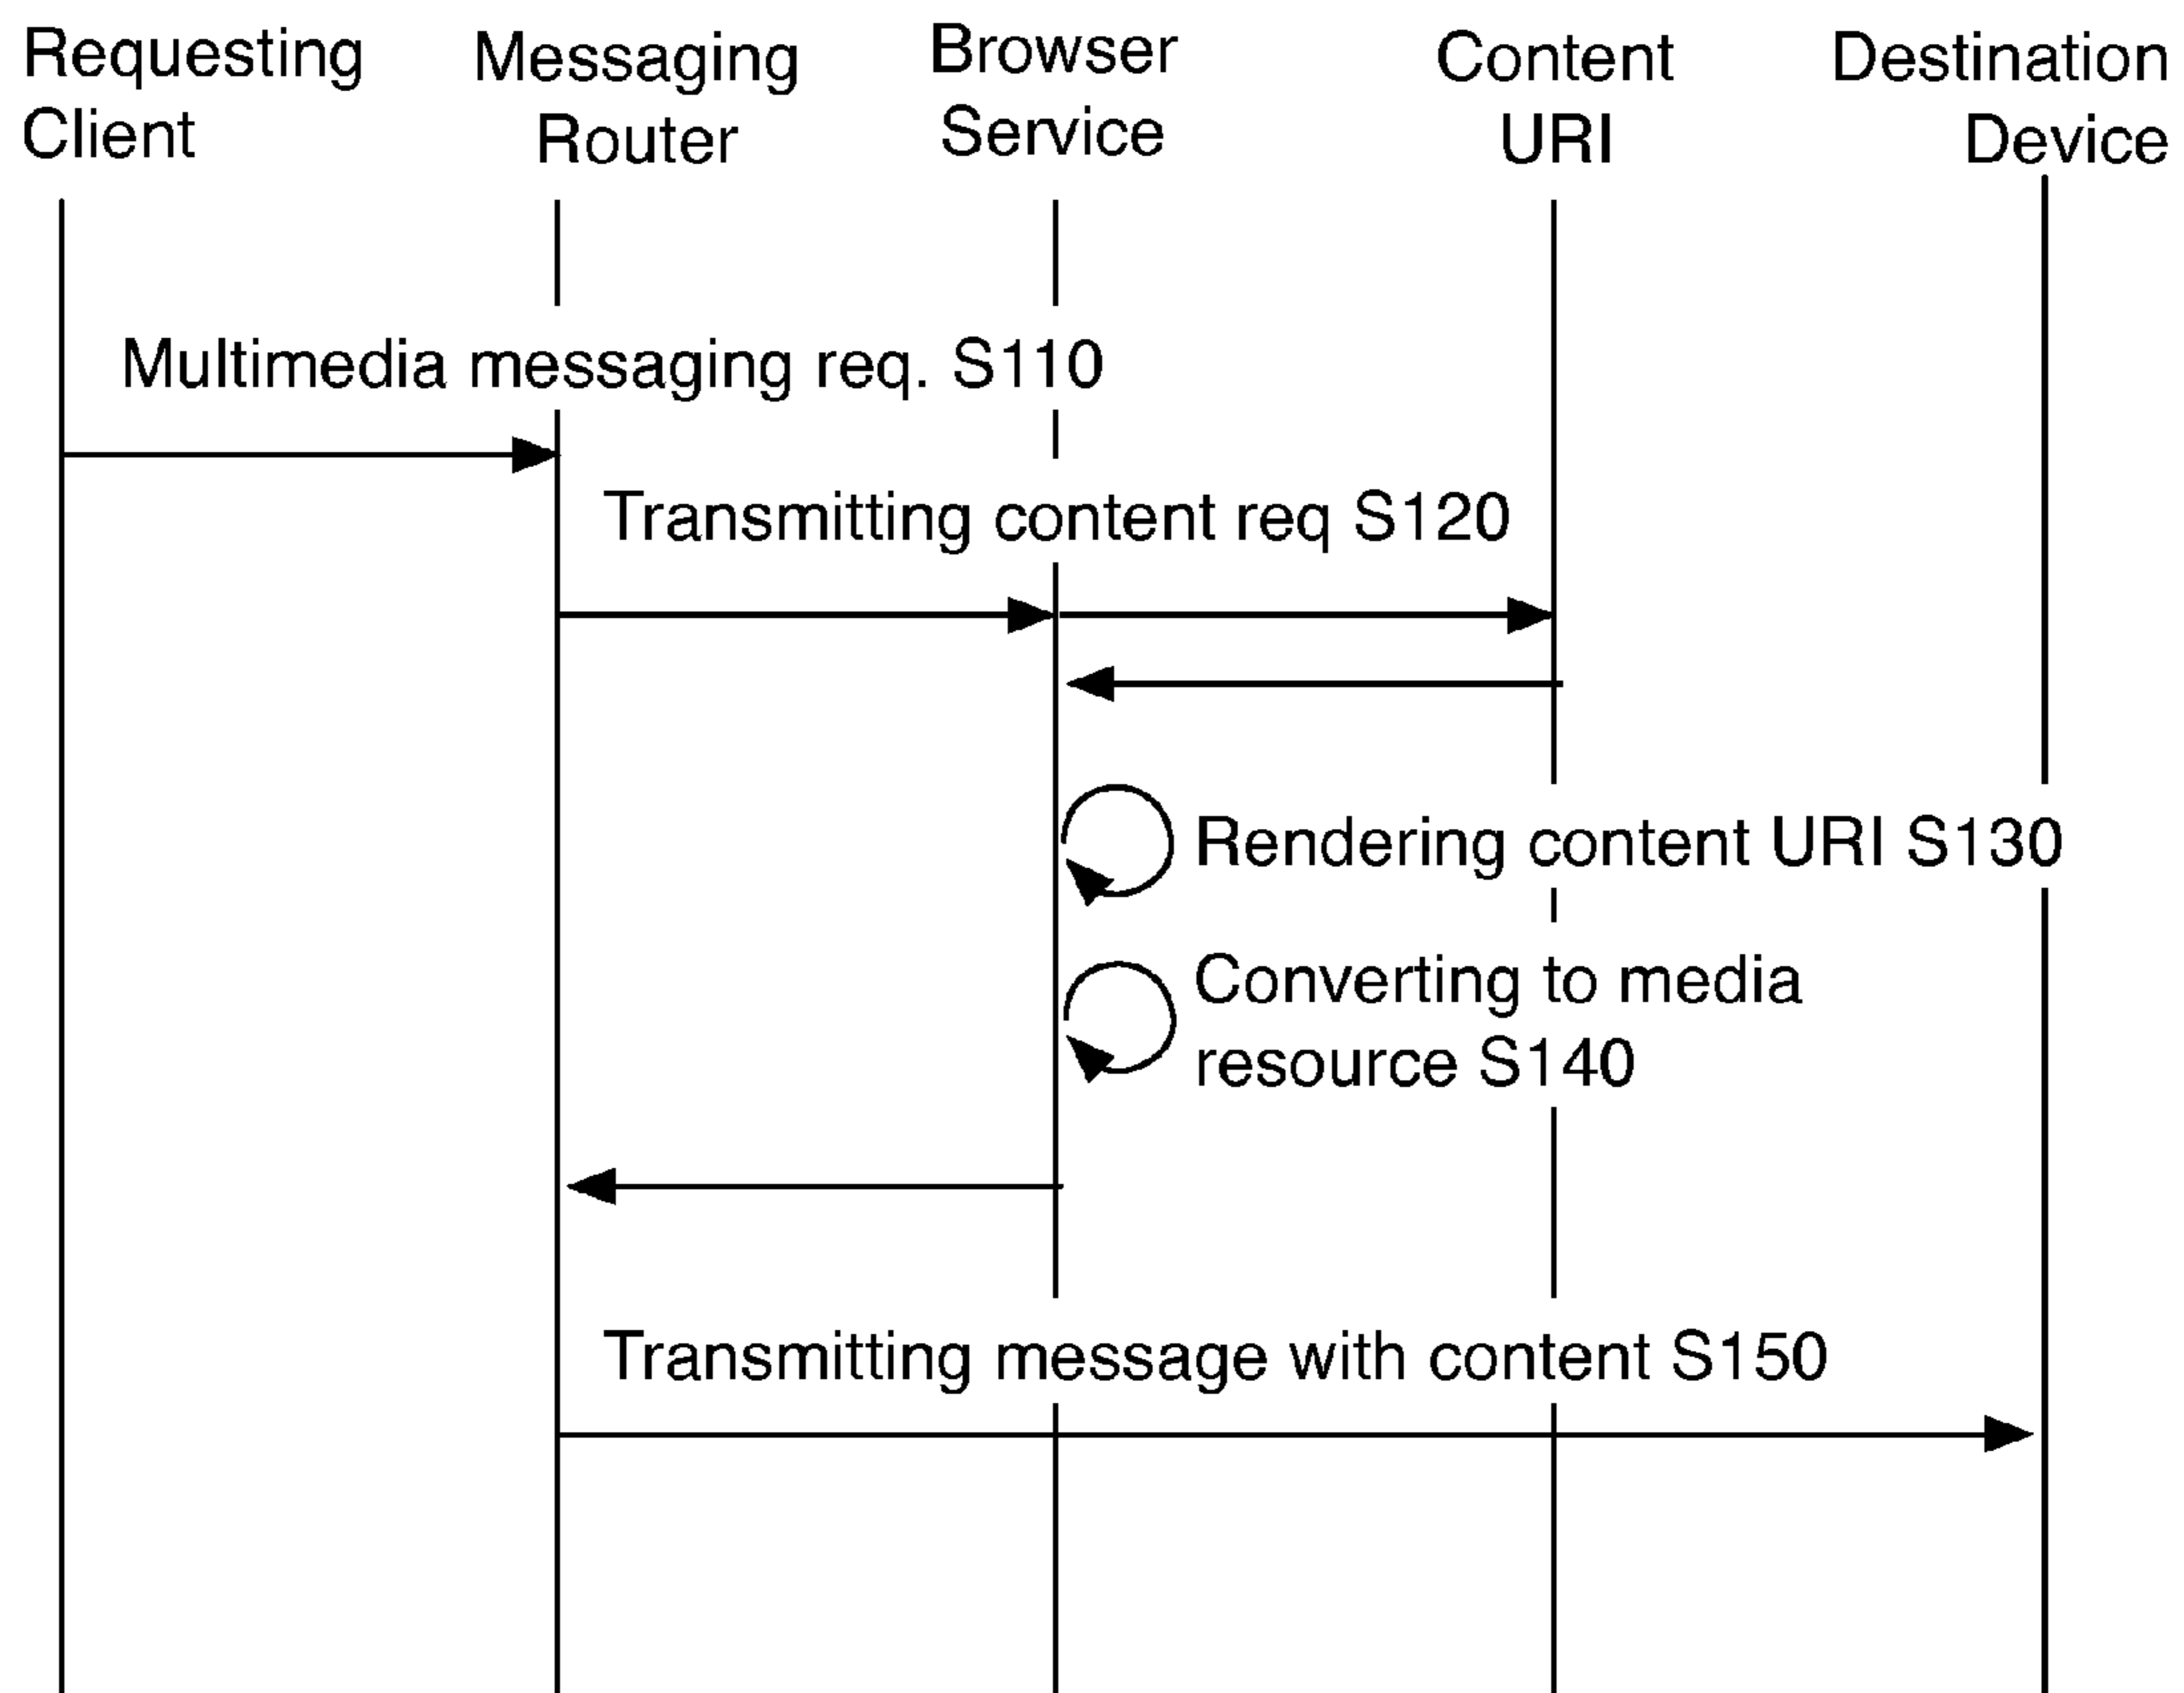 Requesting
Client
Messaging
Router
Browser
Service
Content
URI
Destination
Device
Multimedia messaging req. S110
Transmitting content req S120
Rendering content URI S130
Converting to media
resource S140
Transmitting message with content S150